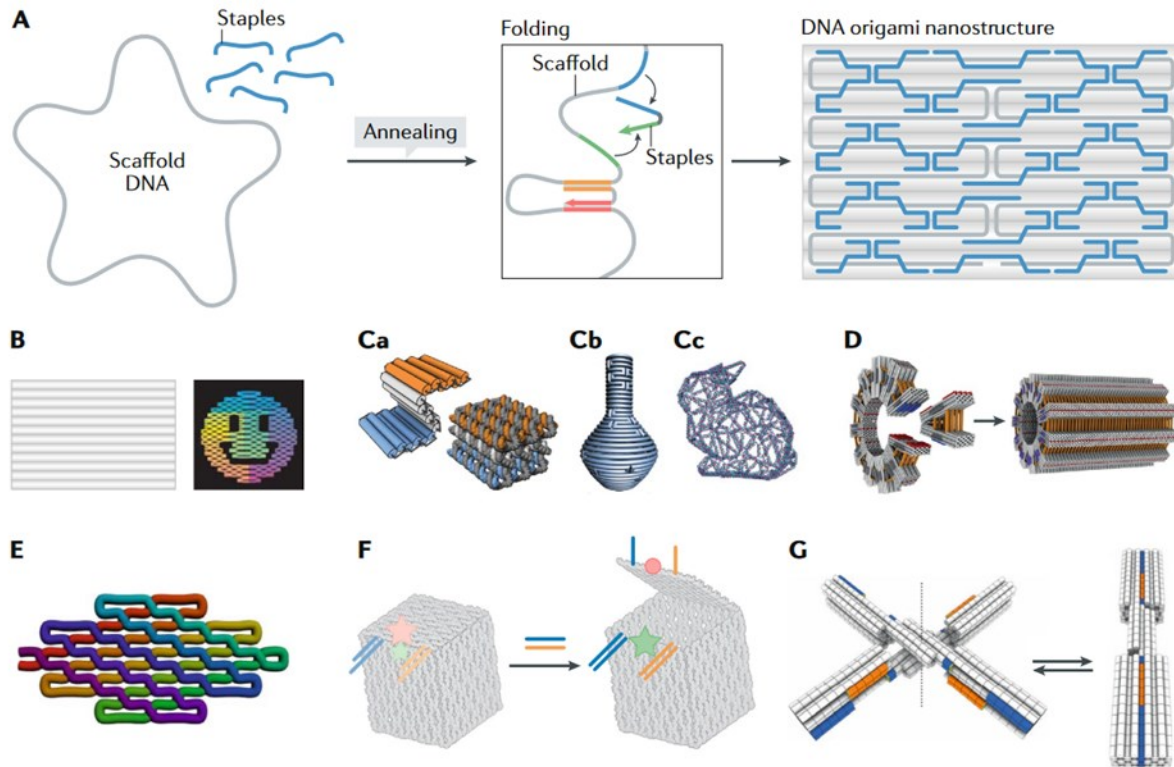 A
Staples
Scaffold
DNA
Annealing
Folding
Scaffold
Staples
DNA origami nanostructure
B
Ca
Cb
Cc
D
E
F
G